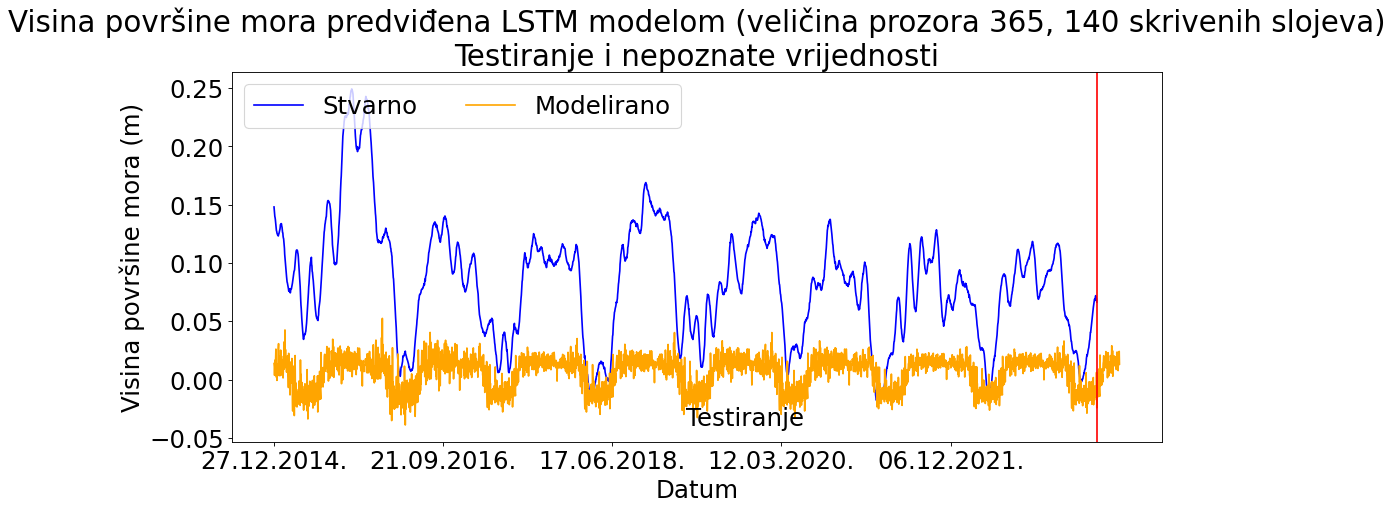 Visina površine mora predviđena LSTM modelom (veličina prozora 365, 140 skrivenih slojeva)
Testiranje i nepoznate vrijednosti
Stvarno Modelirano
Visina površine mora (m)
0.25
0.20
0.15
0.10
0.05
0.00
−0.05
Testiranje
27.12.2014. 21.09.2016. 17.06.2018. 12.03.2020. 06.12.2021.
Datum